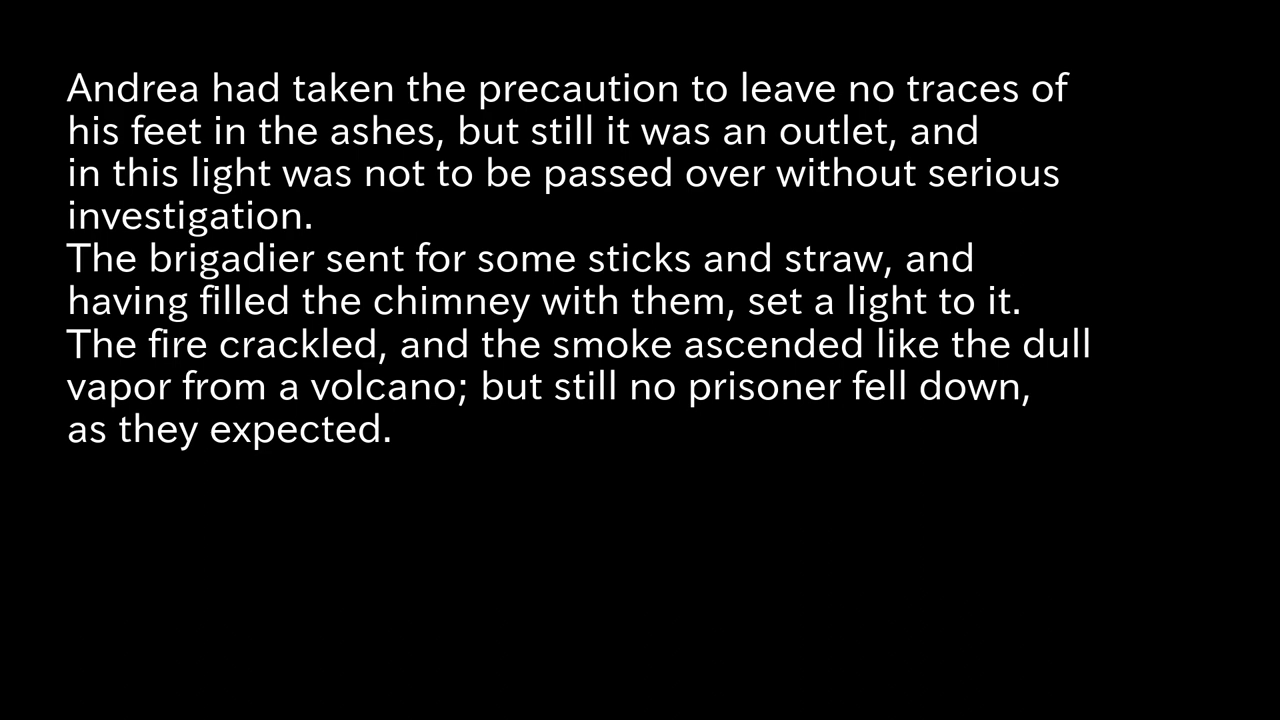 Andrea had taken the precaution to leave no traces of
his feet in the ashes, but still it was an outlet, and
in this light was not to be passed over without serious
investigation.
The brigadier sent for some sticks and straw, and
having filled the chimney with them, set a light to it.
The fire crackled, and the smoke ascended like the dull
vapor from a volcano; but still no prisoner fell down,
as they expected.